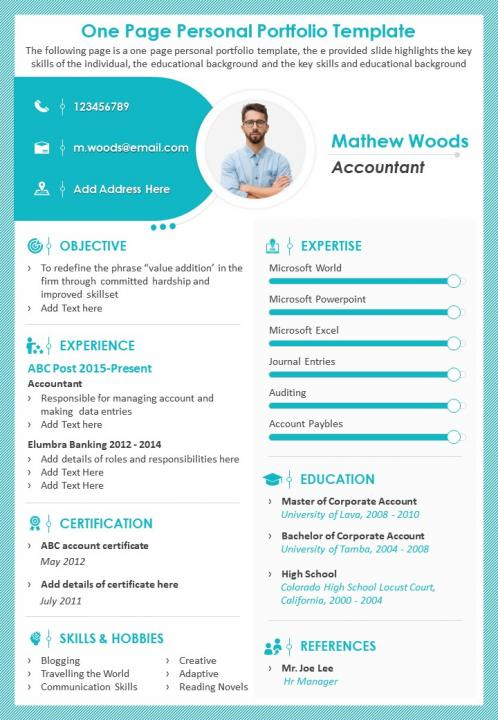 One Page Personal Portfolio Template
The following page is a one page personal portfolio template, the e provided slide highlights the key
skills of the individual, the educational background and the key skills and educational background
123456789
m.woods@email.com
Add Address Here
Mathew Woods
Accountant
OBJECTIVE
› To redefine the phrase “value addition’ in the
firm through committed hardship and
improved skillset
› Add Text here
EXPERIENCE
ABC Post 2015-Present
Accountant
› Responsible for managing account and
making data entries
› Add Text Here
Elumbra Banking 2012 - 2014
› Add details of roles and responsibilities here
› Add Text Here
› Add Text Here
CERTIFICATION
› ABC account certificate
May 2012
› Add details of certificate here
July 2011
SKILLS & HOBBIES
› Blogging
› Travelling the World
› Communication Skills
› Creative
› Adaptive
› Reading Novels
EXPERTISE
Microsoft World
Microsoft Powerpoint
Microsoft Excel
Journal Entries
Auditing
Account Paybles
EDUCATION
› Master of Corporate Account
University of Lava, 2008 - 2010
› Bachelor of Corporate Account
University of Tamba, 2004 - 2008
› High School
Colorado High School Locust Court,
California, 2000 - 2004
REFERENCES
› Mr. Joe Lee
Hr Manager